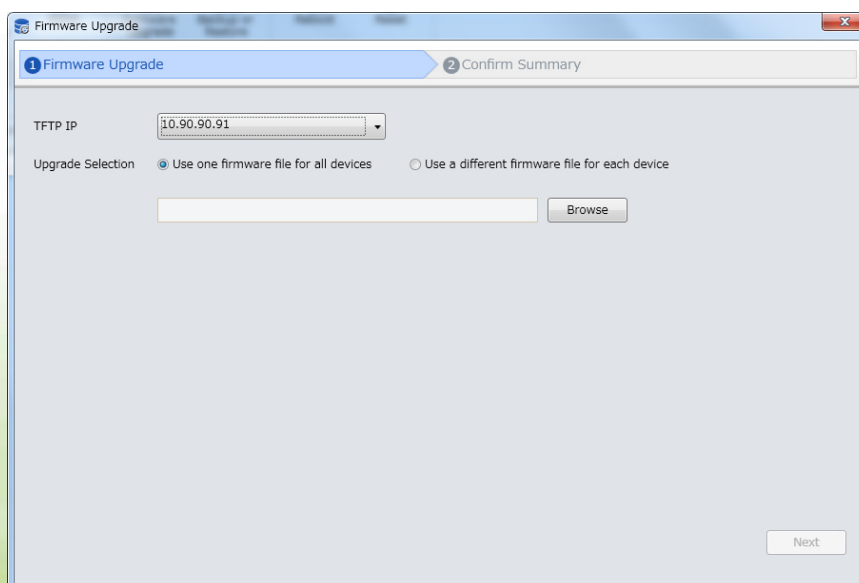 Firmware Upgrade
1 Firmware Upgrade
2 Confirm Summary
TFTP IP
10.90.90.91
Upgrade Selection
Use one firmware file for all devices
Use a different firmware file for each device
Browse
Next